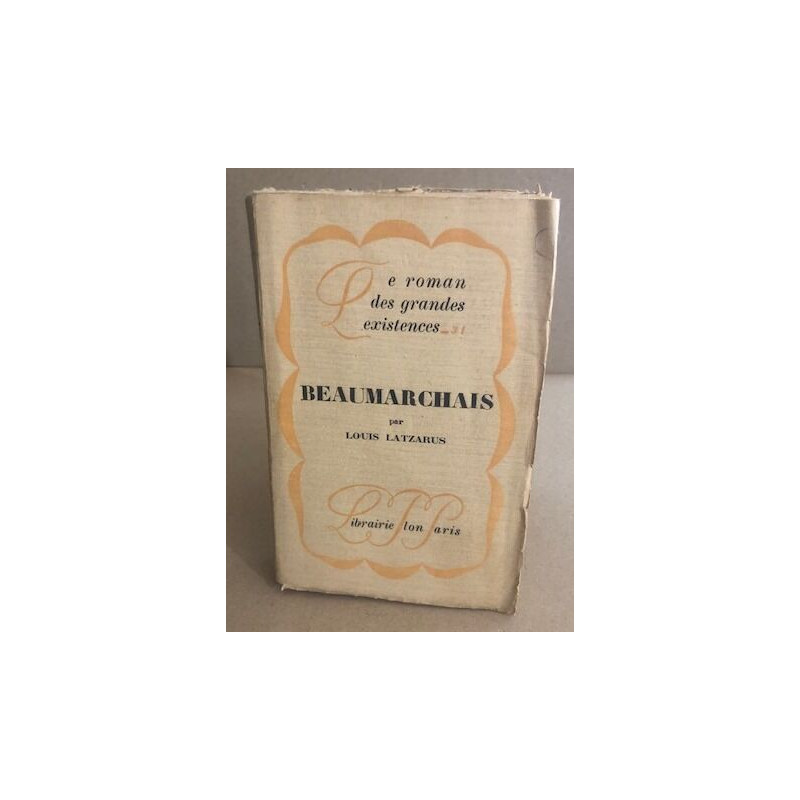 Le roman
des grandes
existences _ 31
BEAUMARCHAIS
par
LOUIS LATZARUS
Librairie Plon Paris